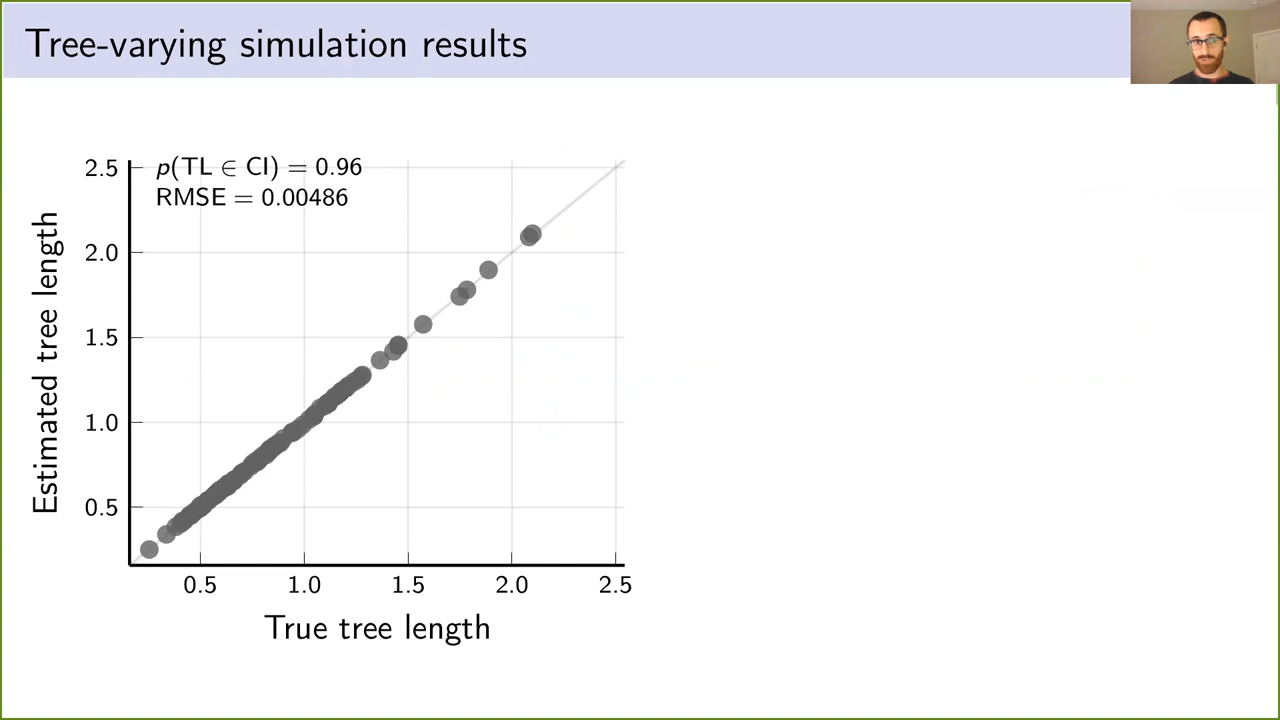 Tree-varying simulation results
p(TL ∈ CI) = 0.96
RMSE = 0.00486
2.5
2.0
1.5
1.0
0.5
Estimated tree length
0.5 1.0 1.5 2.0 2.5
True tree length